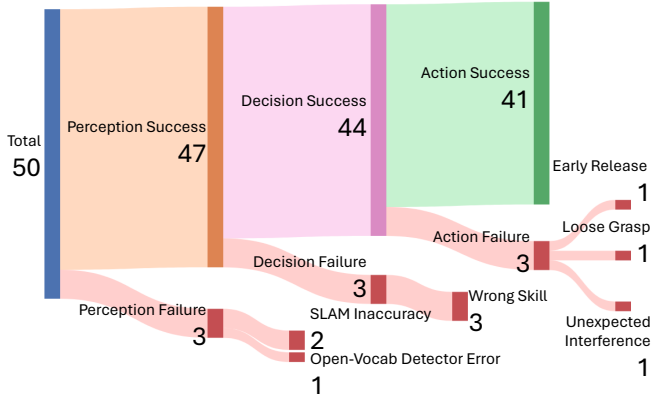 Total
50
Perception Success
47
Decision Success
44
Action Success
41
Early Release
1
Loose Grasp
1
Unexpected
Interference
1
Action Failure
3
Decision Failure
3
Wrong Skill
3
Perception Failure
3
SLAM Inaccuracy
2
Open-Vocab Detector Error
1